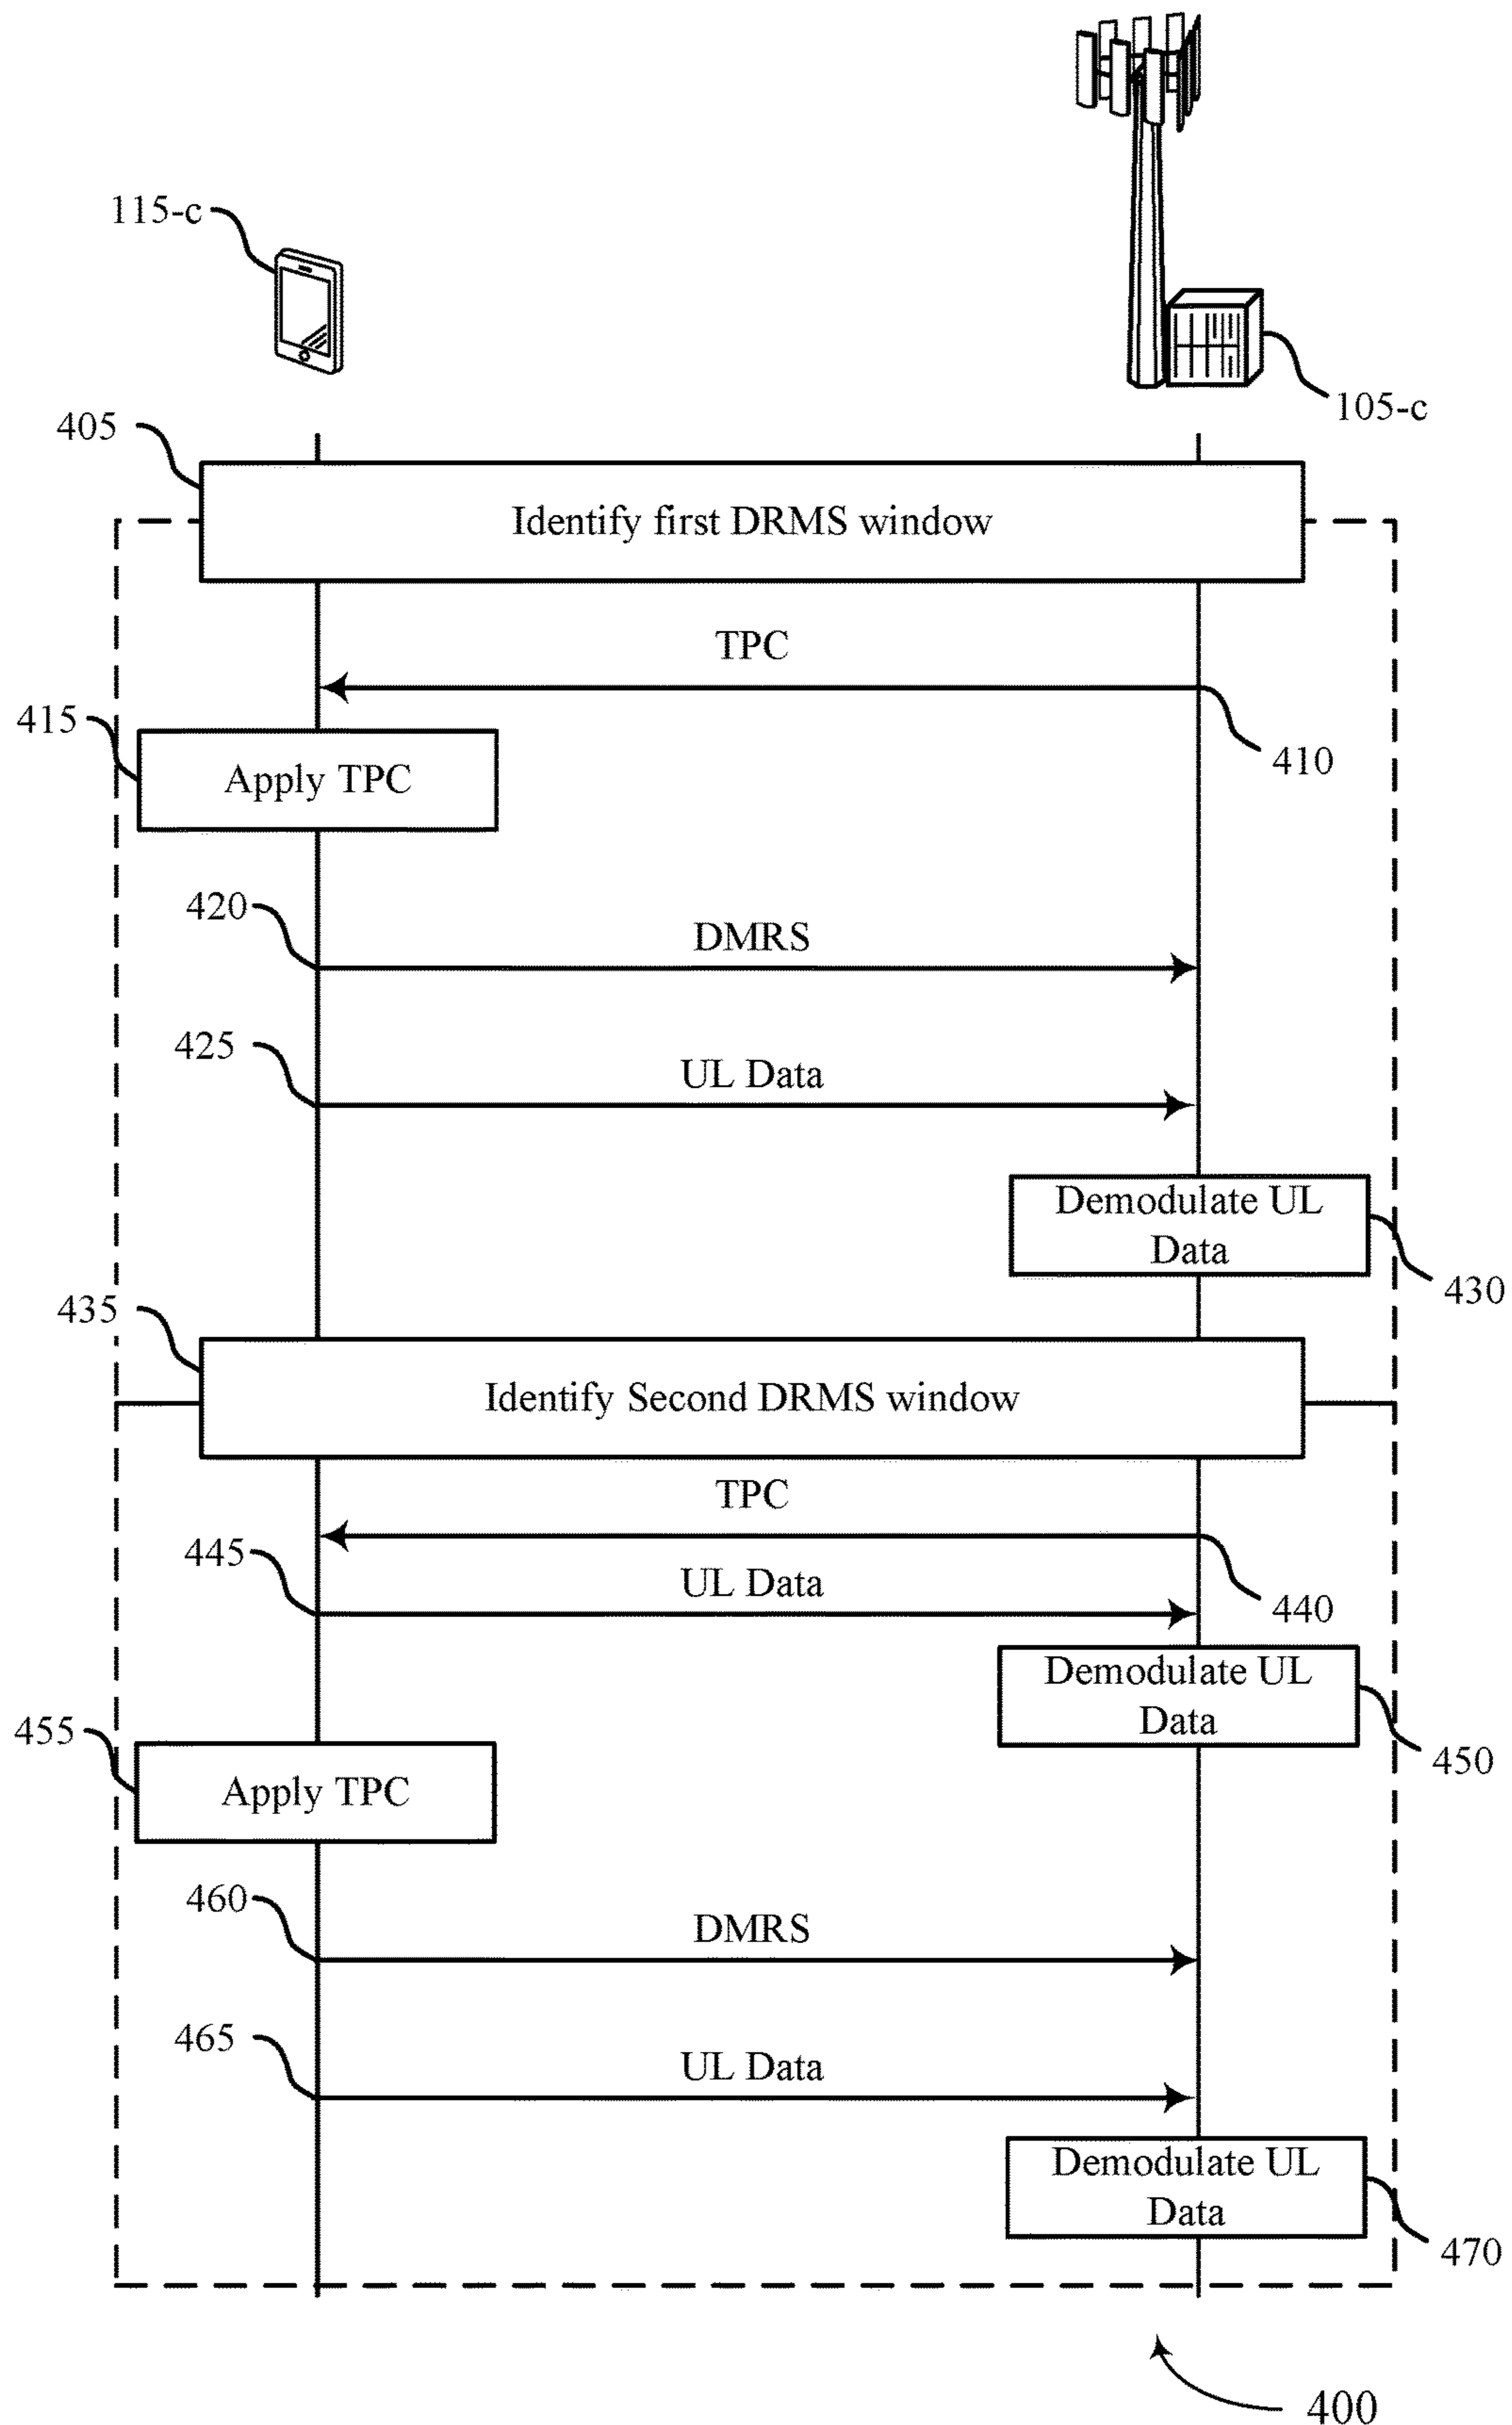 115-c
105-c
405
Identify first DRMS window
TPC
415
410
Apply TPC
420
DMRS
425
UL Data
Demodulate UL
Data
430
435
Identify Second DRMS window
TPC
445
UL Data
440
Demodulate UL
Data
455
450
Apply TPC
460
DMRS
465
UL Data
Demodulate UL
Data
470
400